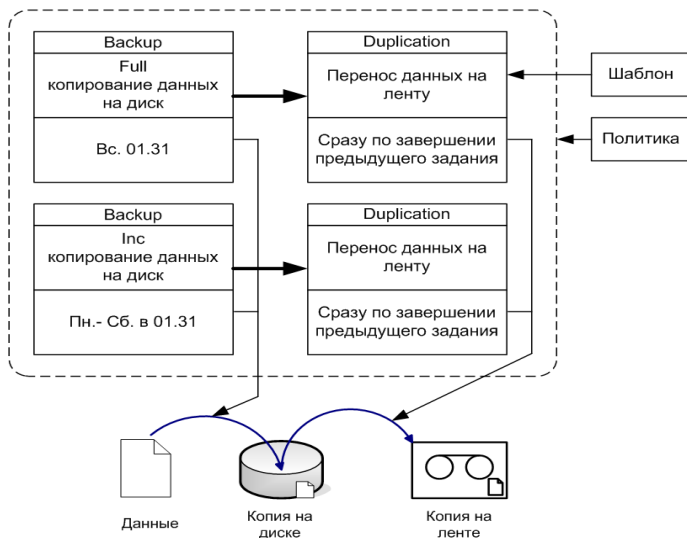 Backup
Full
копирование данных
на диск
Вс. 01.31
Duplication
Перенос данных на
ленту
Сразу по завершении
предыдущего задания
Шаблон
Политика
Backup
Inc
копирование данных
на диск
Пн.- Сб. в 01.31
Duplication
Перенос данных на
ленту
Сразу по завершении
предыдущего задания
Данные
Копия на
диске
Копия на
ленте